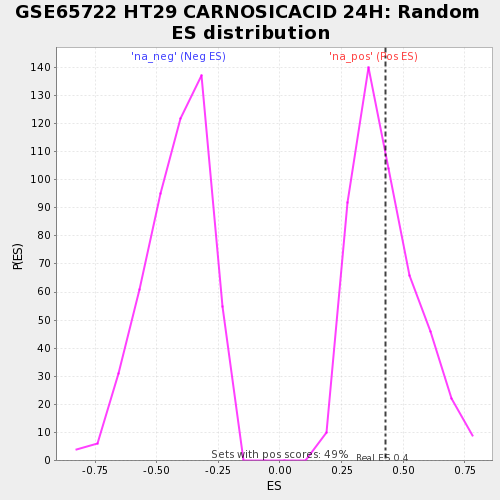 GSE65722 HT29 CARNOSICACID 24H: Random
ES distribution
'na_neg' (Neg ES)
'na_pos' (Pos ES)
P(ES)
140
130
120
110
100
90
80
70
60
50
40
30
20
10
0
Sets with pos scores: 49%
Real ES 0.4
-0.75
-0.50
-0.25
0.00
0.25
0.50
0.75
ES